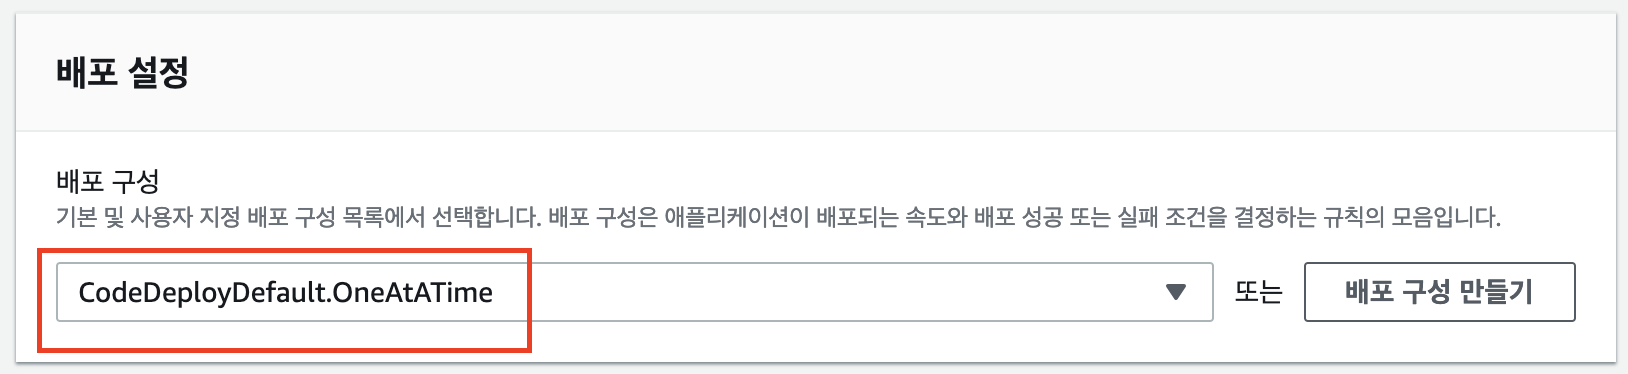 배포 설정
배포 구성
기본 및 사용자 지정 배포 구성 목록에서 선택합니다. 배포 구성은 애플리케이션이 배포되는 속도와 배포 성공 또는 실패 조건을 결정하는 규칙의 모음입니다.
CodeDeployDefault.OneAtATime 또는 배포 구성 만들기